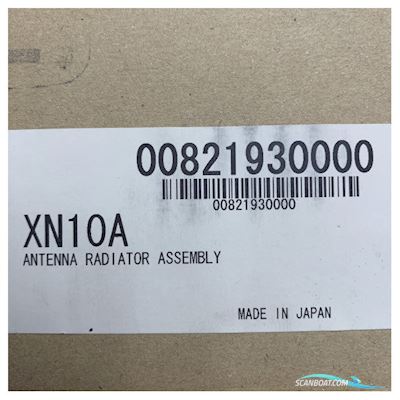 00821930000
00821930000
XN10A
ANTENNA RADIATOR ASSEMBLY
MADE IN JAPAN
SCANBOAT.COM